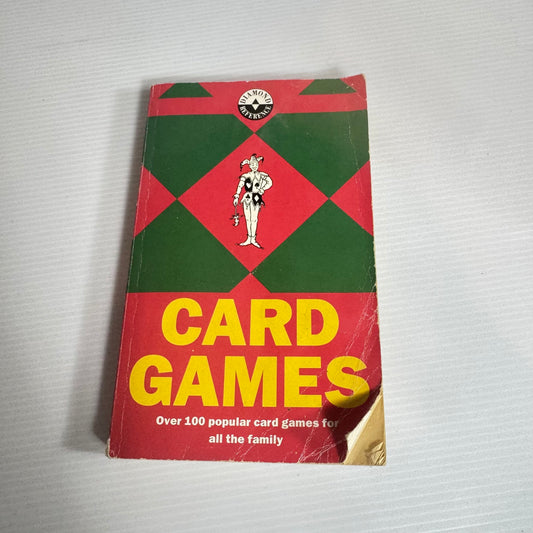 DIAMOND
REFERENCE
CARD
GAMES
Over 100 popular card games for
all the family